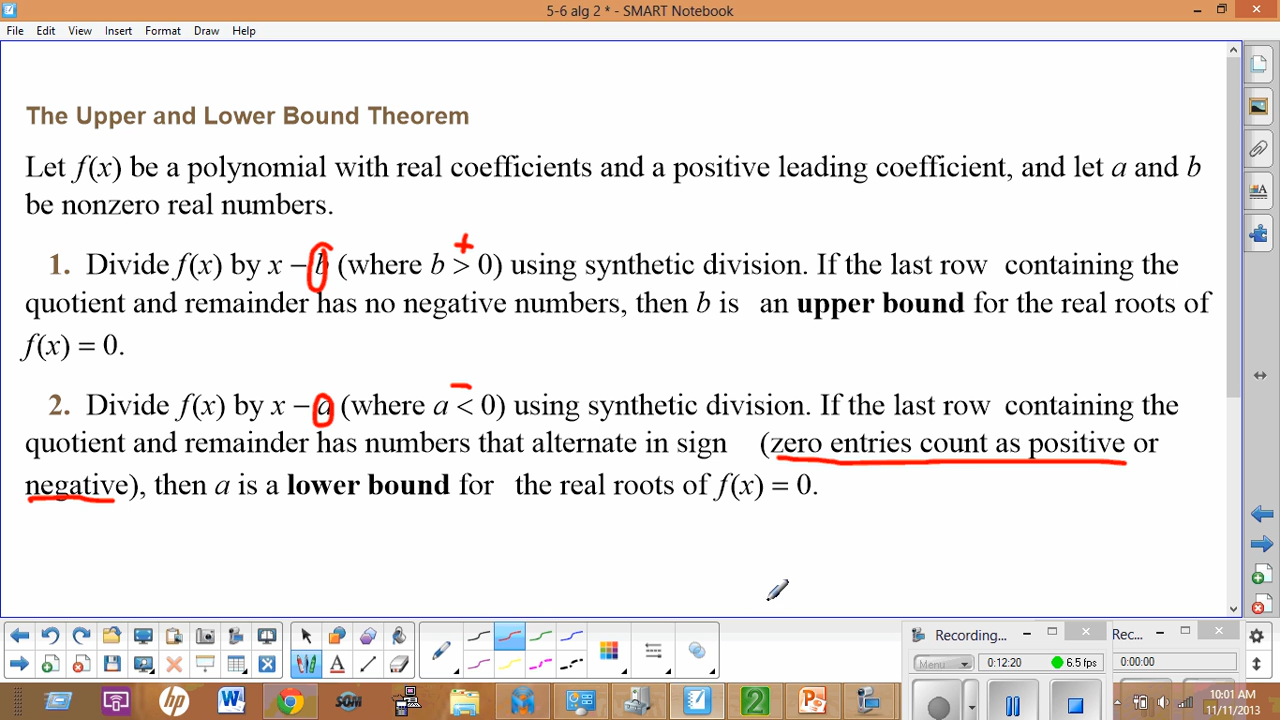 5-6 alg 2 * - SMART Notebook
File Edit View Insert Format Draw Help
The Upper and Lower Bound Theorem
Let f(x) be a polynomial with real coefficients and a positive leading coefficient, and let a and b
be nonzero real numbers.
+
1. Divide f(x) by x − b (where b > 0) using synthetic division. If the last row containing the
quotient and remainder has no negative numbers, then b is an upper bound for the real roots of
f(x) = 0.
−
2. Divide f(x) by x − a (where a < 0) using synthetic division. If the last row containing the
quotient and remainder has numbers that alternate in sign (zero entries count as positive or
negative), then a is a lower bound for the real roots of f(x) = 0.
Recording... Rec...
Menu 0:12:20 6.5 fps 0:00:00
hp W SOM 2 P
10:01 AM
11/11/2013